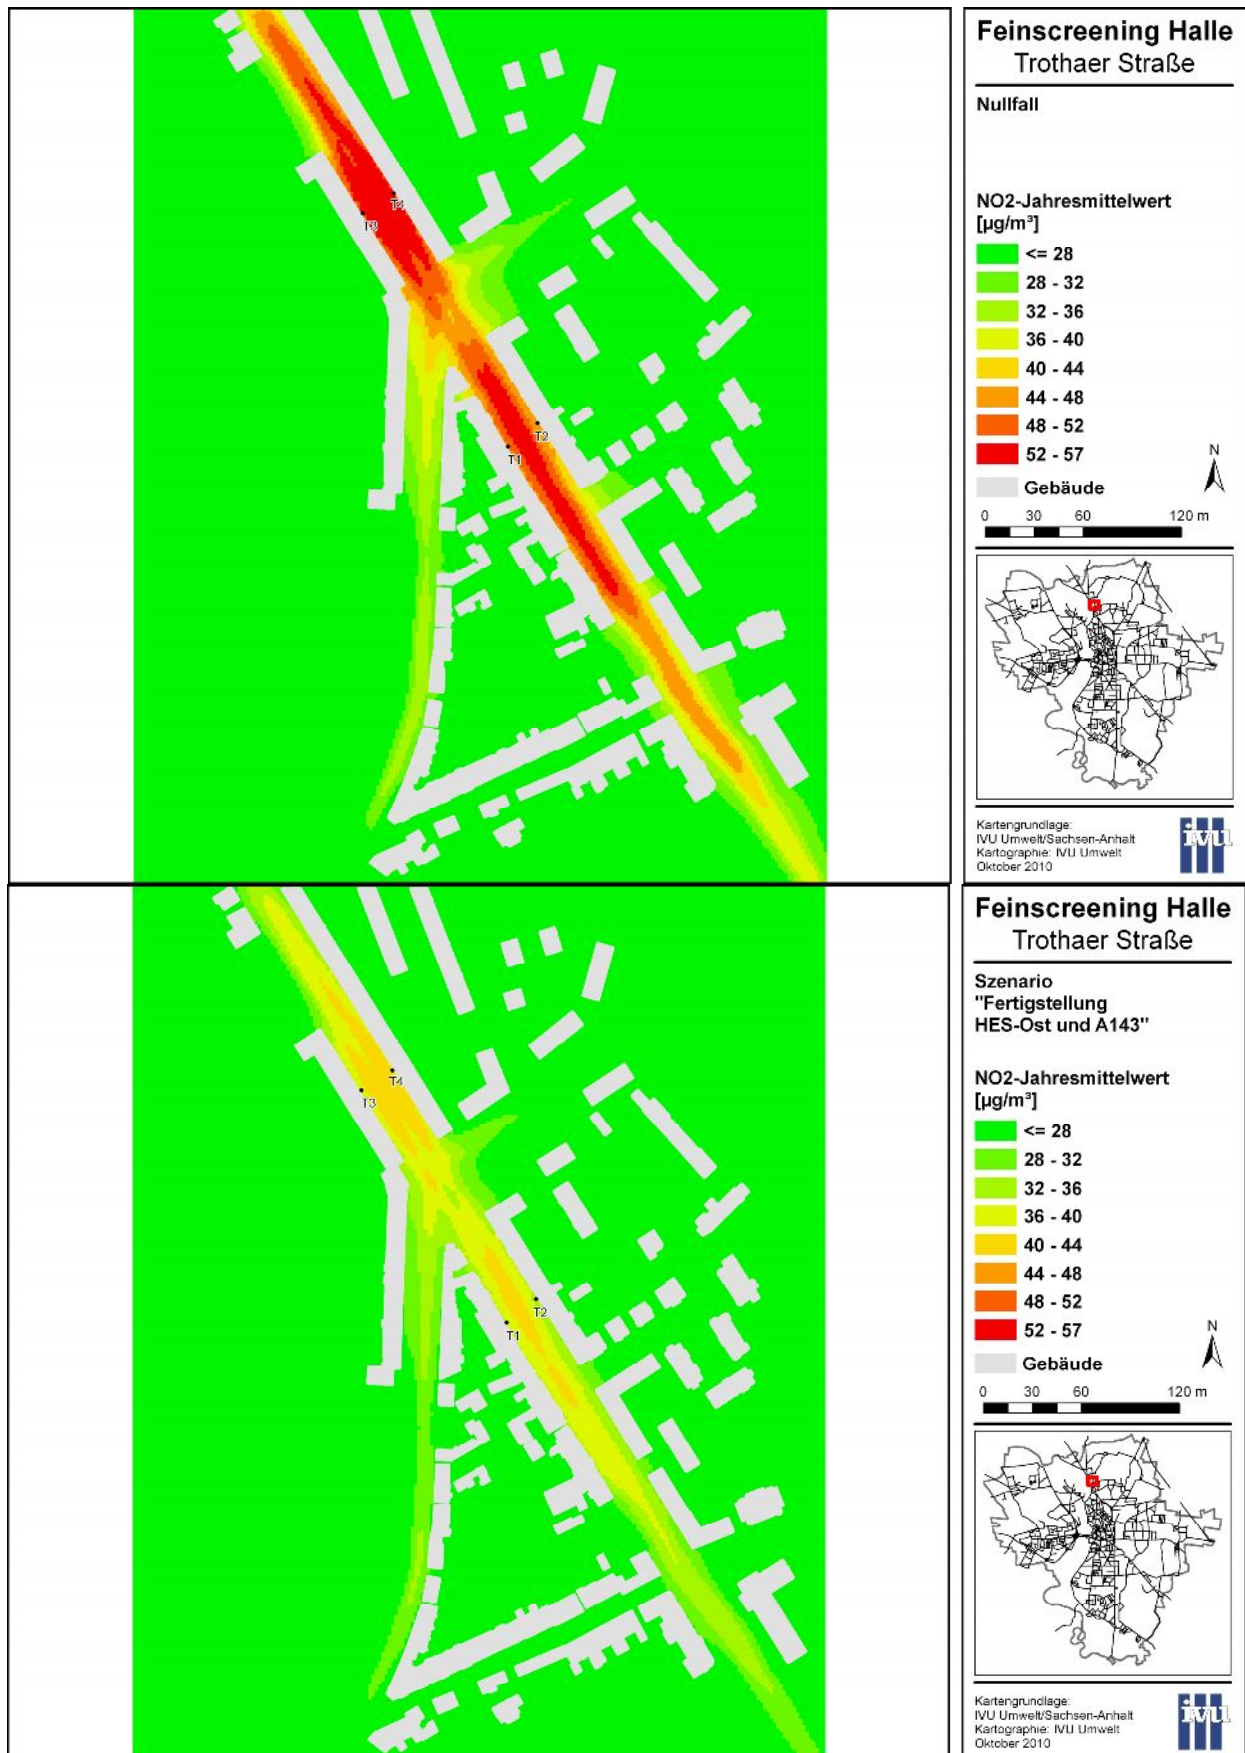 Feinscreening Halle
Trothaer Straße
Nullfall
NO2-Jahresmittelwert
[µg/m³]
<= 28
28 - 32
32 - 36
36 - 40
40 - 44
44 - 48
48 - 52
52 - 57
Gebäude
N
0 30 60 120 m
Kartengrundlage:
IVU Umwelt/Sachsen-Anhalt
Kartographie: IVU Umwelt
Oktober 2010
ivu
T4
T3
T2
T1
Feinscreening Halle
Trothaer Straße
Szenario
"Fertigstellung
HES-Ost und A143"
NO2-Jahresmittelwert
[µg/m³]
<= 28
28 - 32
32 - 36
36 - 40
40 - 44
44 - 48
48 - 52
52 - 57
Gebäude
N
0 30 60 120 m
Kartengrundlage:
IVU Umwelt/Sachsen-Anhalt
Kartographie: IVU Umwelt
Oktober 2010
ivu
T4
T3
T2
T1